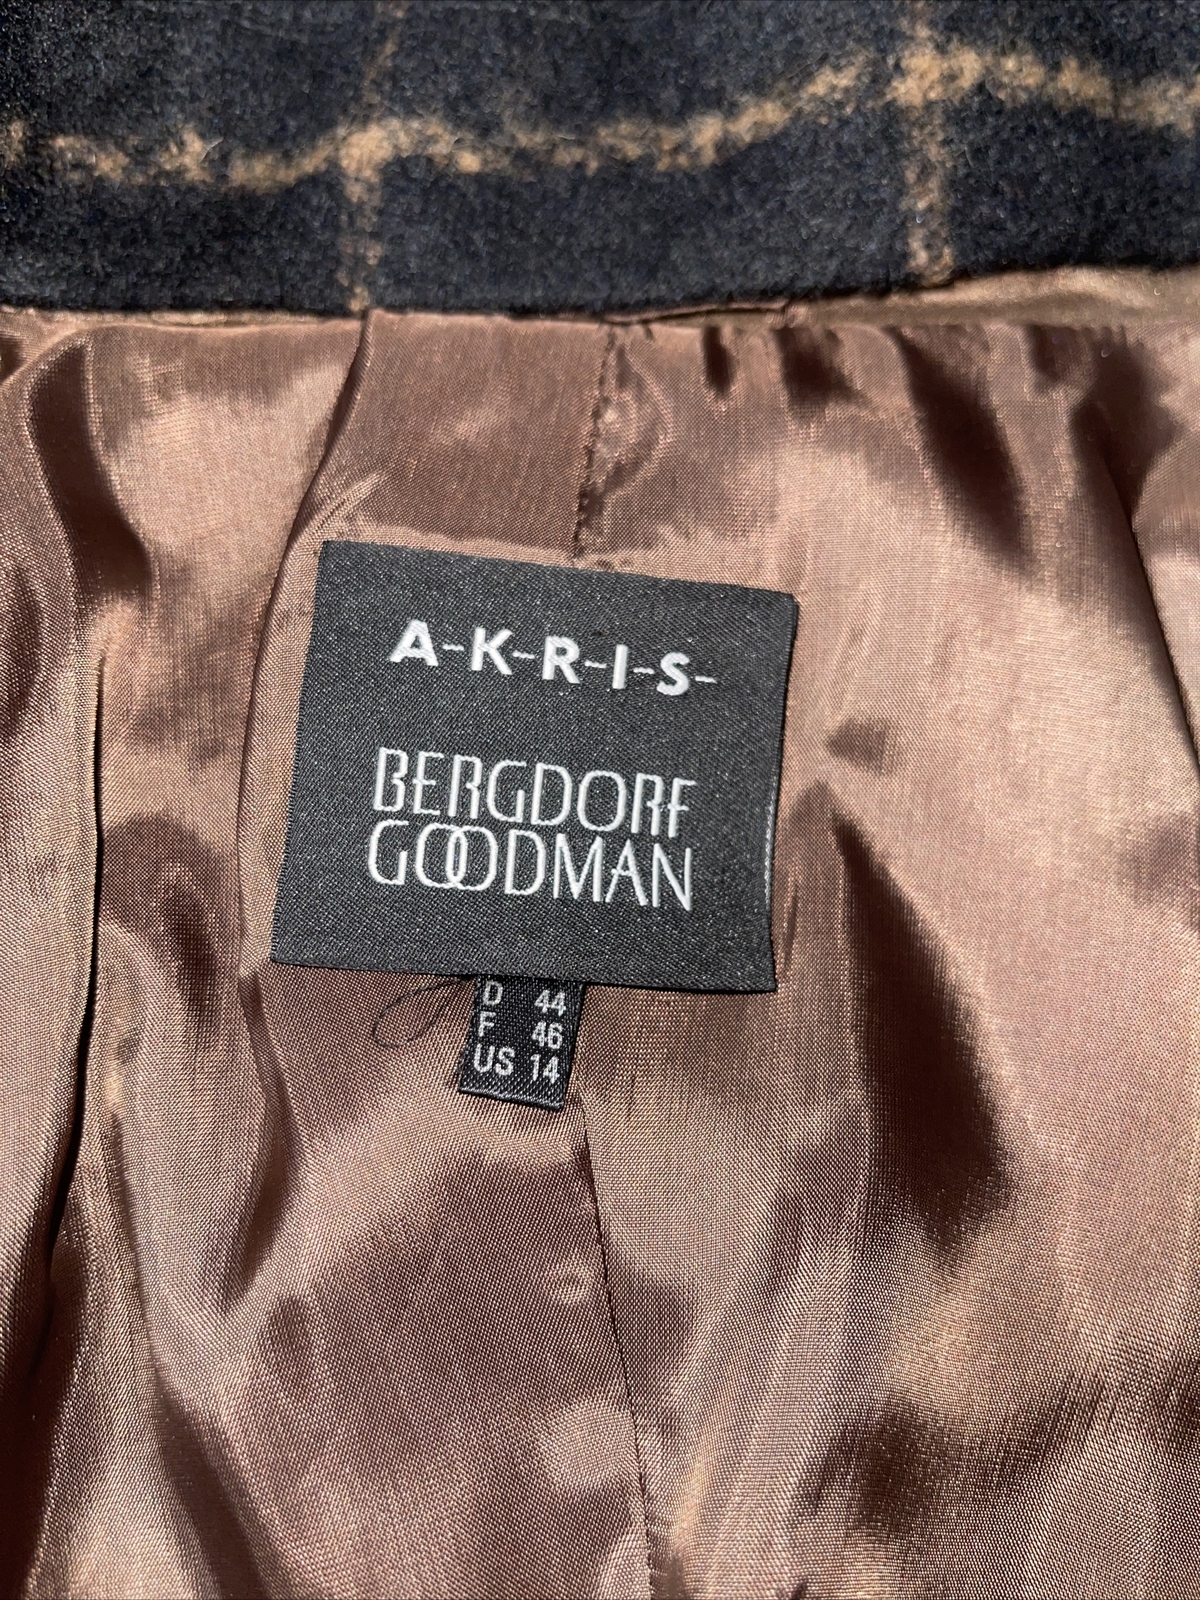 A-K-R-I-S-
BERGDORF
GOODMAN
D 44
F 46
US 14